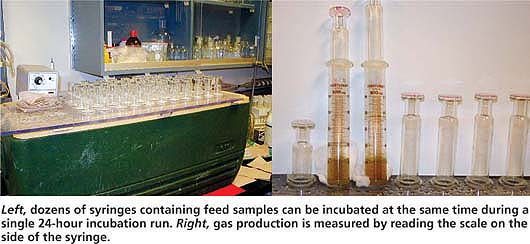 Left, dozens of syringes containing feed samples can be incubated at the same time during a
single 24-hour incubation run. Right, gas production is measured by reading the scale on the
side of the syringe.